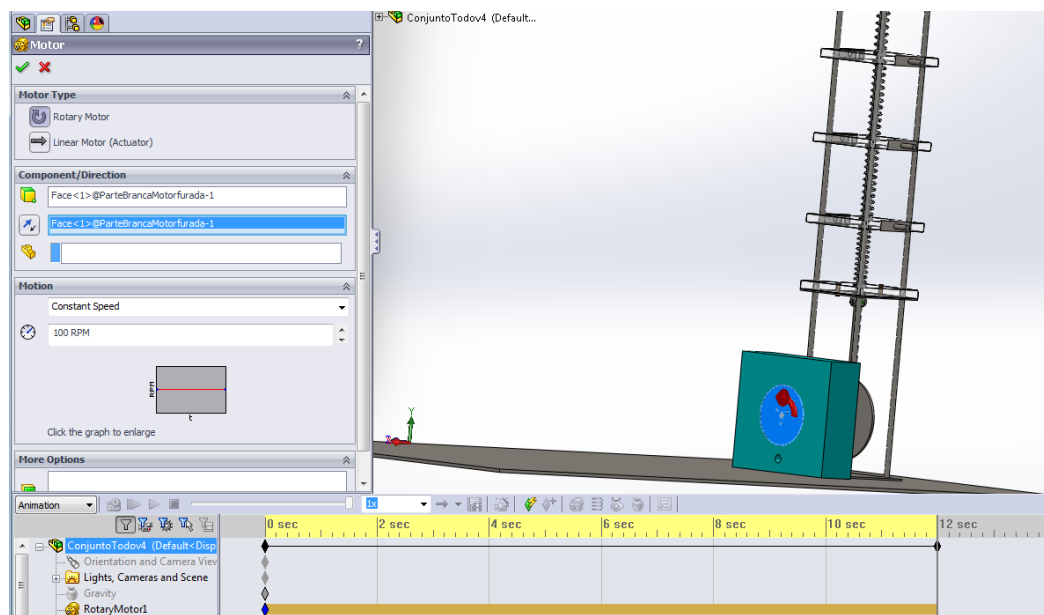 ConjuntoTodov4 (Default...
Motor
?
Motor Type
Rotary Motor
Linear Motor (Actuator)
Component/Direction
Face<1>@ParteBrancaMotorfurada-1
Face<1>@ParteBrancaMotorfurada-1
Motion
Constant Speed
100 RPM
RPM
t
Click the graph to enlarge
More Options
Y
Z
Animation
1x
0 sec
2 sec
4 sec
6 sec
8 sec
10 sec
12 sec
ConjuntoTodov4 (Default<Disp
Orientation and Camera View
Lights, Cameras and Scene
Gravity
RotaryMotor1